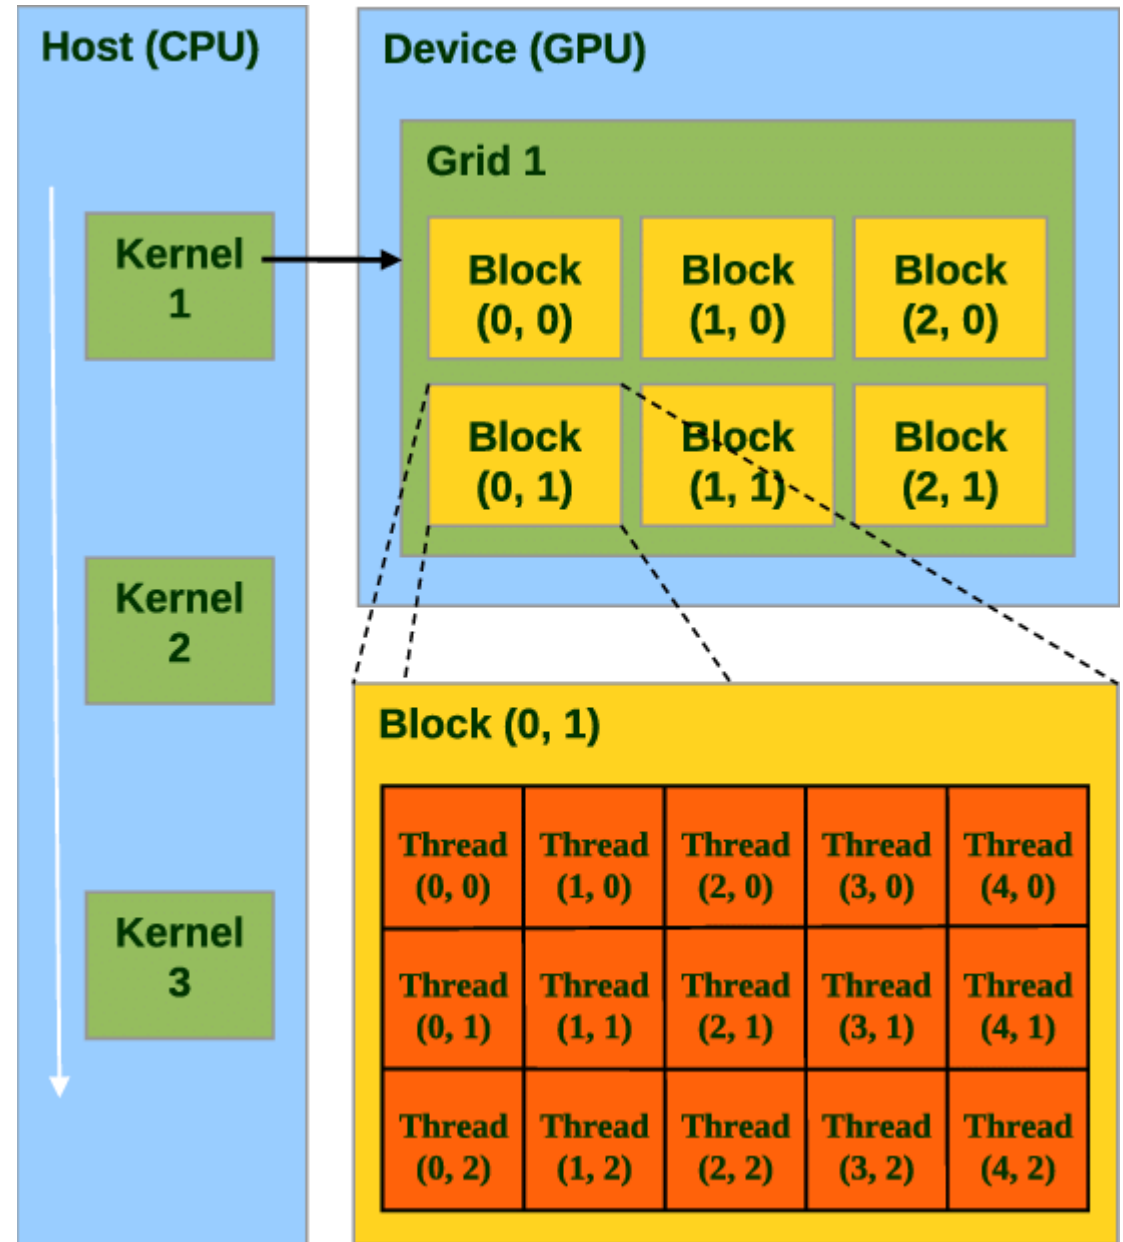 Host (CPU)
Kernel
1
Kernel
2
Kernel
3
Device (GPU)
Grid 1
Block
(0, 0)
Block
(1, 0)
Block
(2, 0)
Block
(0, 1)
Block
(1, 1)
Block
(2, 1)
Block (0, 1)
Thread
(0, 0)
Thread
(1, 0)
Thread
(2, 0)
Thread
(3, 0)
Thread
(4, 0)
Thread
(0, 1)
Thread
(1, 1)
Thread
(2, 1)
Thread
(3, 1)
Thread
(4, 1)
Thread
(0, 2)
Thread
(1, 2)
Thread
(2, 2)
Thread
(3, 2)
Thread
(4, 2)